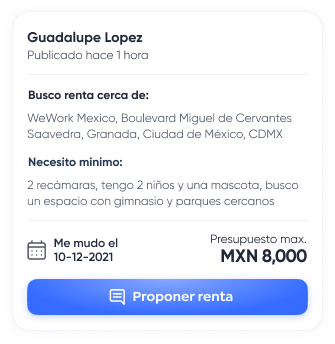 Guadalupe Lopez
Publicado hace 1 hora
Busco renta cerca de:
WeWork Mexico, Boulevard Miguel de Cervantes
Saavedra, Granada, Ciudad de México, CDMX
Necesito minimo:
2 recámaras, tengo 2 niños y una mascota, busco
un espacio con gimnasio y parques cercanos
Me mudo el
10-12-2021
Presupuesto max.
MXN 8,000
Proponer renta